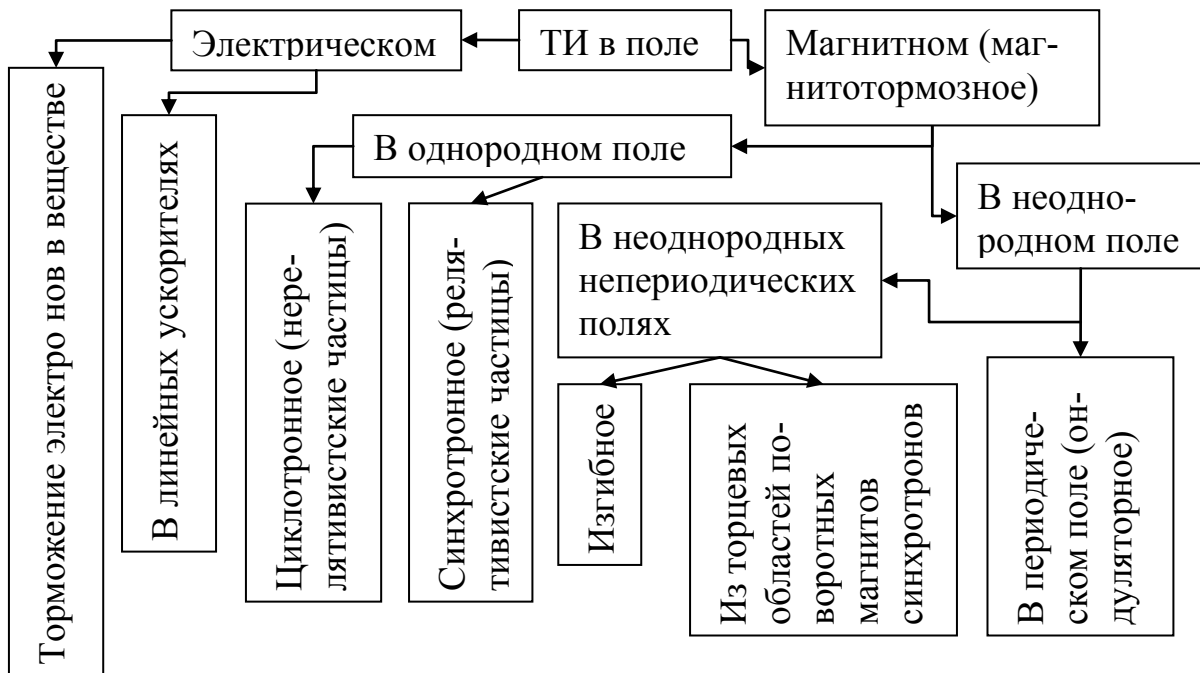 Электрическом
ТИ в поле
Магнитном (маг-
нитотормозное)
Торможение электро нов в веществе
В линейных ускорителях
В однородном поле
В неодно-
родном поле
Циклотронное (нере-
лятивистские частицы)
Синхротронное (реля-
тивистские частицы)
В неоднородных
непериодических
полях
Изгибное
Из торцевых
областей по-
воротных
магнитов
синхротронов
В периодиче-
ском поле (он-
дуляторное)